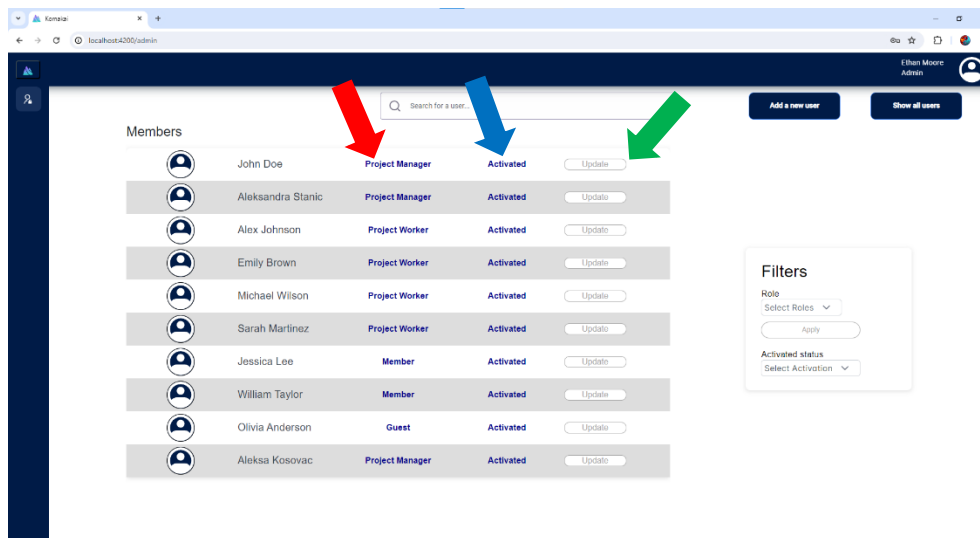 Komakai
localhost:4200/admin
Ethan Moore
Admin
Search for a user...
Add a new user
Show all users
Members
John Doe Project Manager Activated Update
Aleksandra Stanic Project Manager Activated Update
Alex Johnson Project Worker Activated Update
Emily Brown Project Worker Activated Update
Michael Wilson Project Worker Activated Update
Sarah Martinez Project Worker Activated Update
Jessica Lee Member Activated Update
William Taylor Member Activated Update
Olivia Anderson Guest Activated Update
Aleksa Kosovac Project Manager Activated Update
Filters
Role
Select Roles
Apply
Activated status
Select Activation